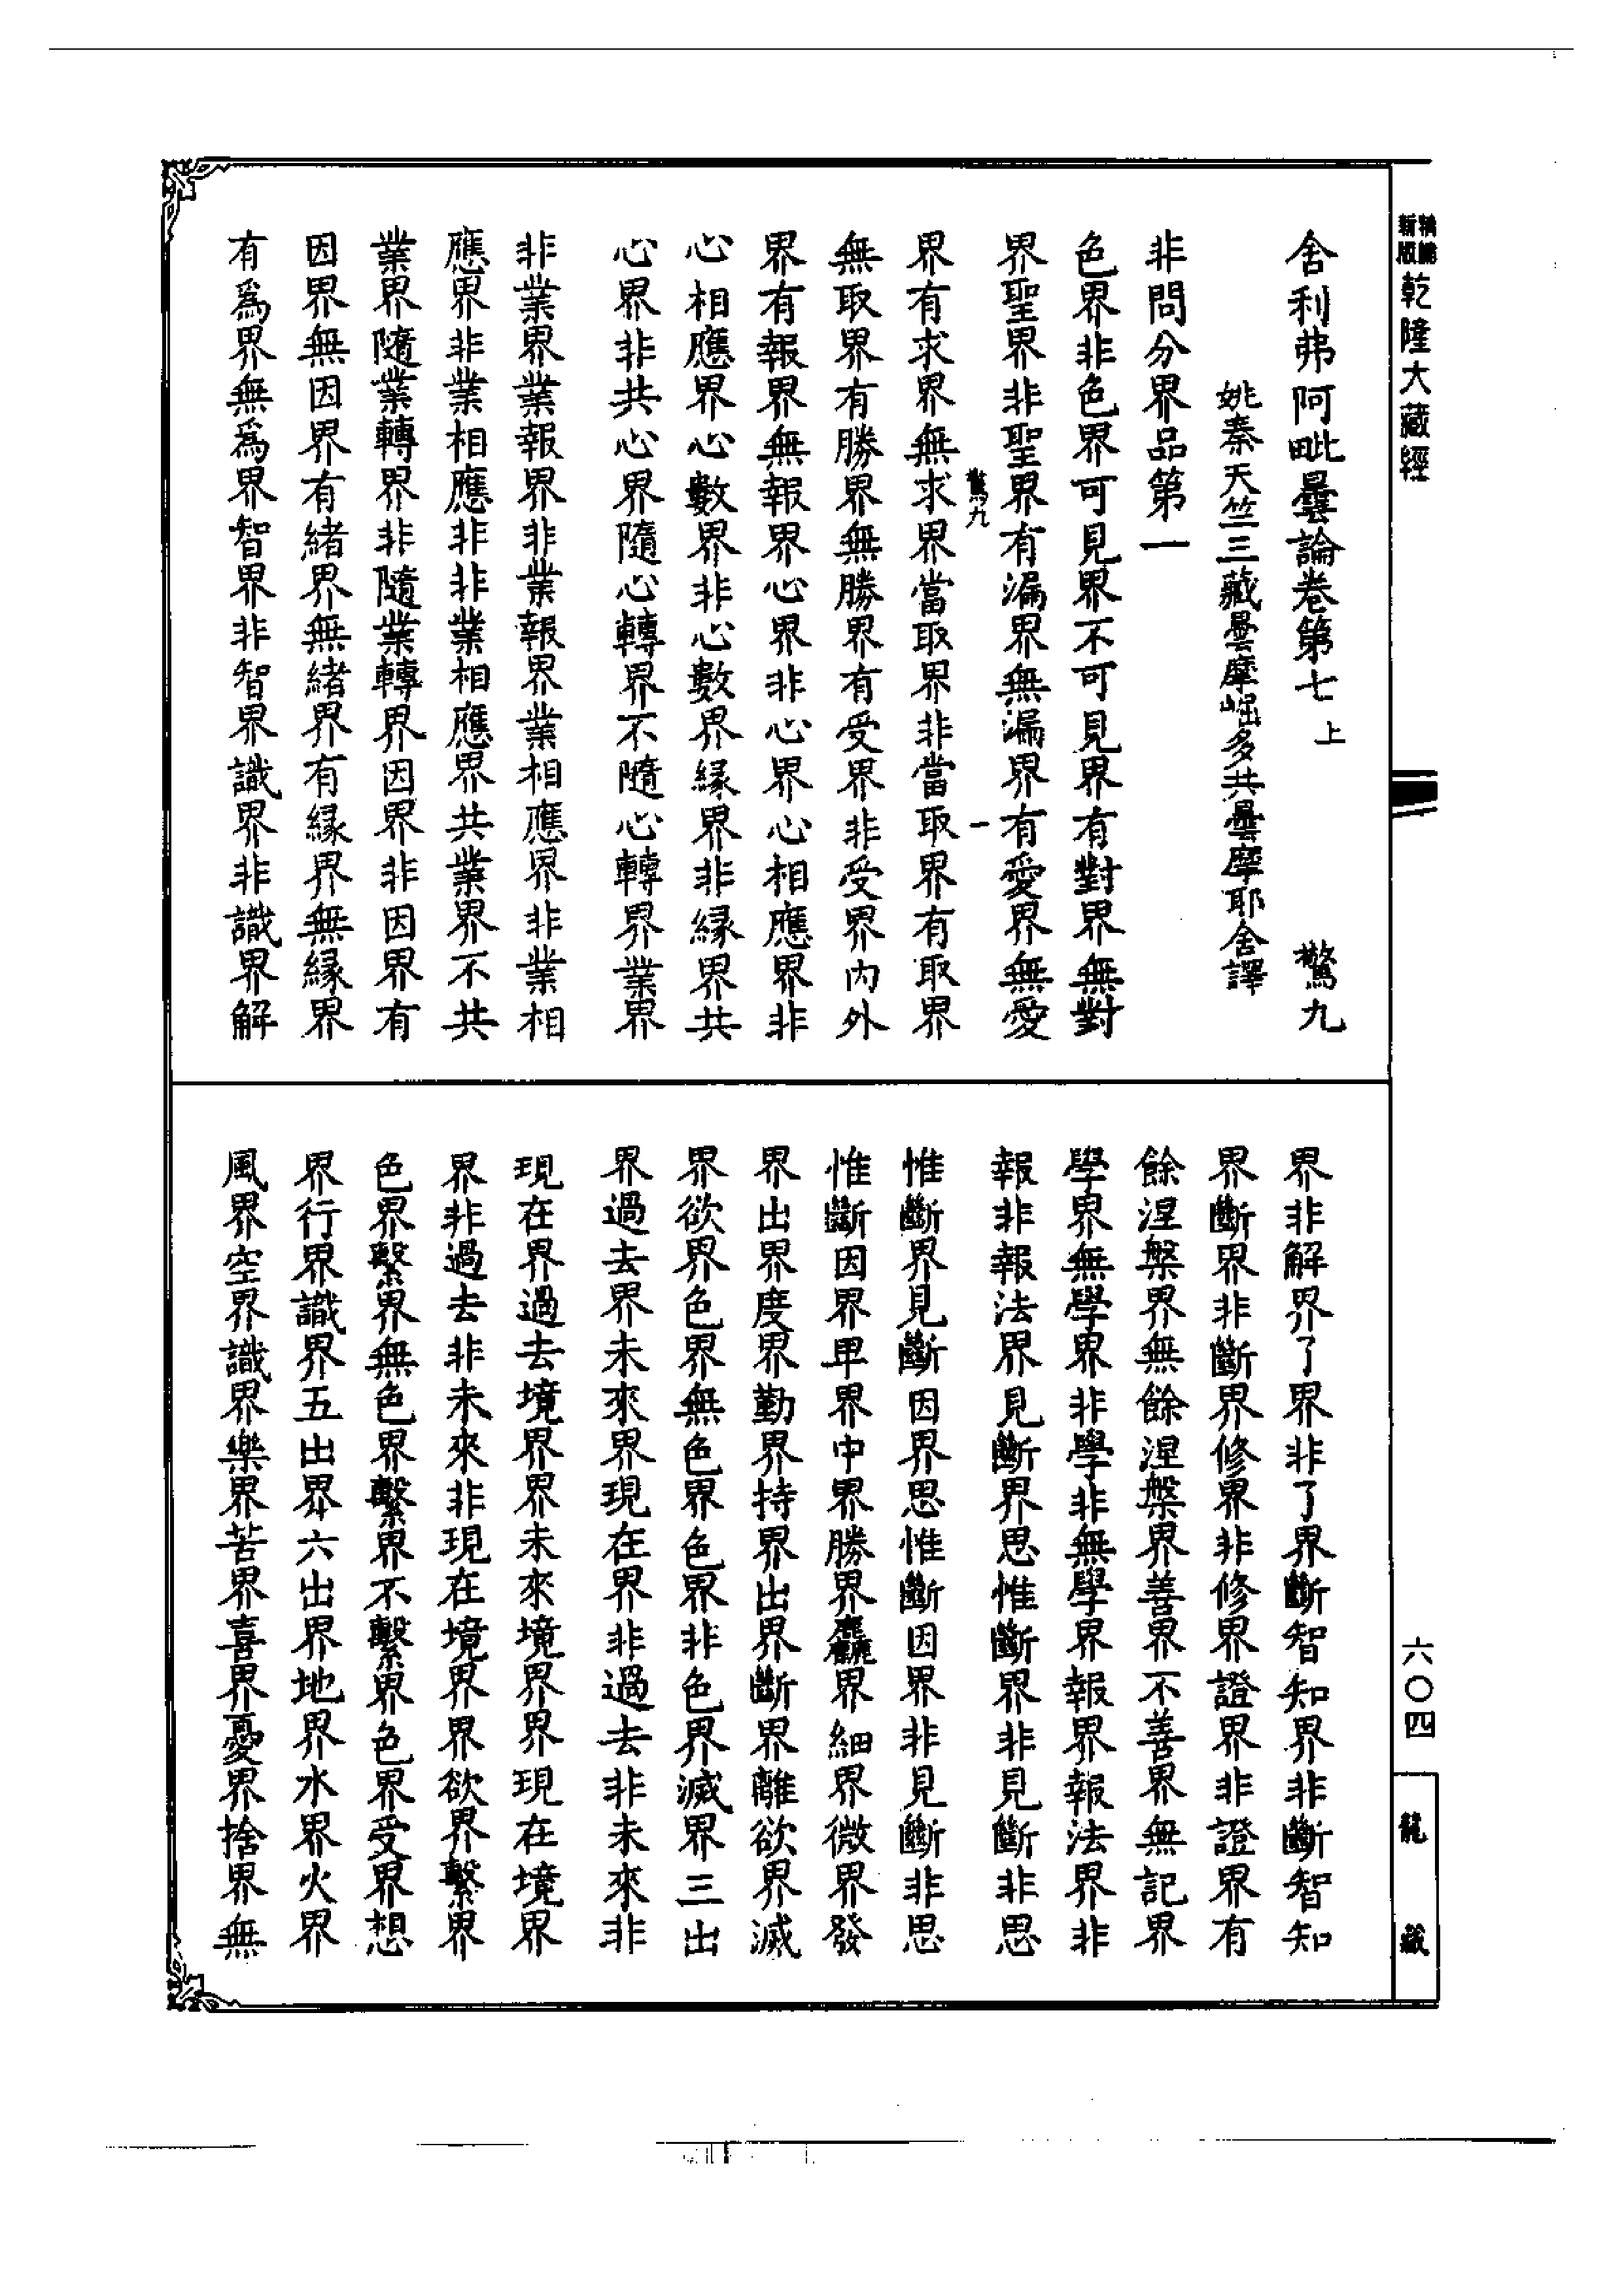 新版精編乾隆大藏經
舍利弗阿毗曇論卷第七上 驚九
姚秦天竺三藏曇摩崛多共曇摩耶舍譯
非問分界品第一
色界非色界可見界不可見界有對界無對
界聖界非聖界有漏界無漏界有愛界無愛
驚九 一
界有求界無求界當取界非當取界有取界
無取界有勝界無勝界有受界非受界內外
界有報界無報界心界非心界心相應界非
心相應界心數界非心數界緣界非緣界共
心界非共心界隨心轉界不隨心轉界業界
非業界業報界非業報界業相應界非業相
應界非業相應非非業相應界共業界不共
業界隨業轉界非隨業轉界因界非因界有
因界無因界有緒界無緒界有緣界無緣界
有爲界無爲界智界非智界識界非識界解
界非解界了界非了界斷智知界非斷智知
界斷界非斷界修界非修界證界非證界有
餘涅槃界無餘涅槃界善界不善界無記界
學界無學界非學非無學界報界報法界非
報非報法界見斷界思惟斷界非見斷非思
惟斷界見斷因界思惟斷因界非見斷非思
惟斷因界卑界中界勝界麤界細界微界發
界出界度界勤界持界出界斷界離欲界滅
界欲界色界無色界色界非色界滅界三出
界過去界未來界現在界非過去非未來非
現在界過去境界界未來境界界現在境界
界非過去非未來非現在境界界欲界繫界
色界繫界無色界繫界不繫界色界受界想
界行界識界五出界六出界地界水界火界
風界空界識界樂界苦界喜界憂界捨界無
六〇四
龍藏